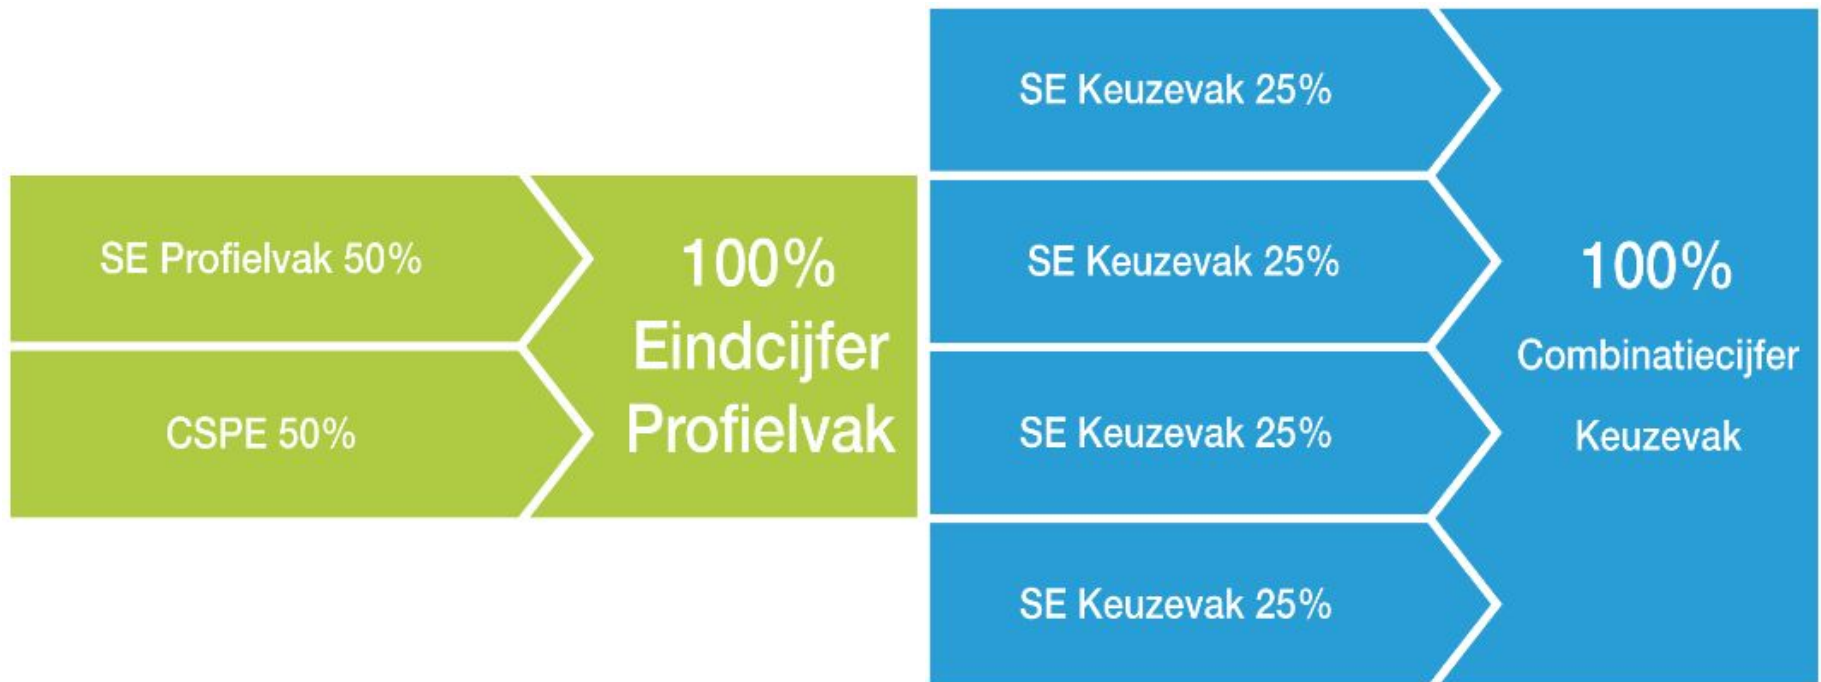 SE Profielvak 50%
CSPE 50%
100%
Eindcijfer
Profielvak
SE Keuzevak 25%
SE Keuzevak 25%
SE Keuzevak 25%
SE Keuzevak 25%
100%
Combinatiecijfer
Keuzevak